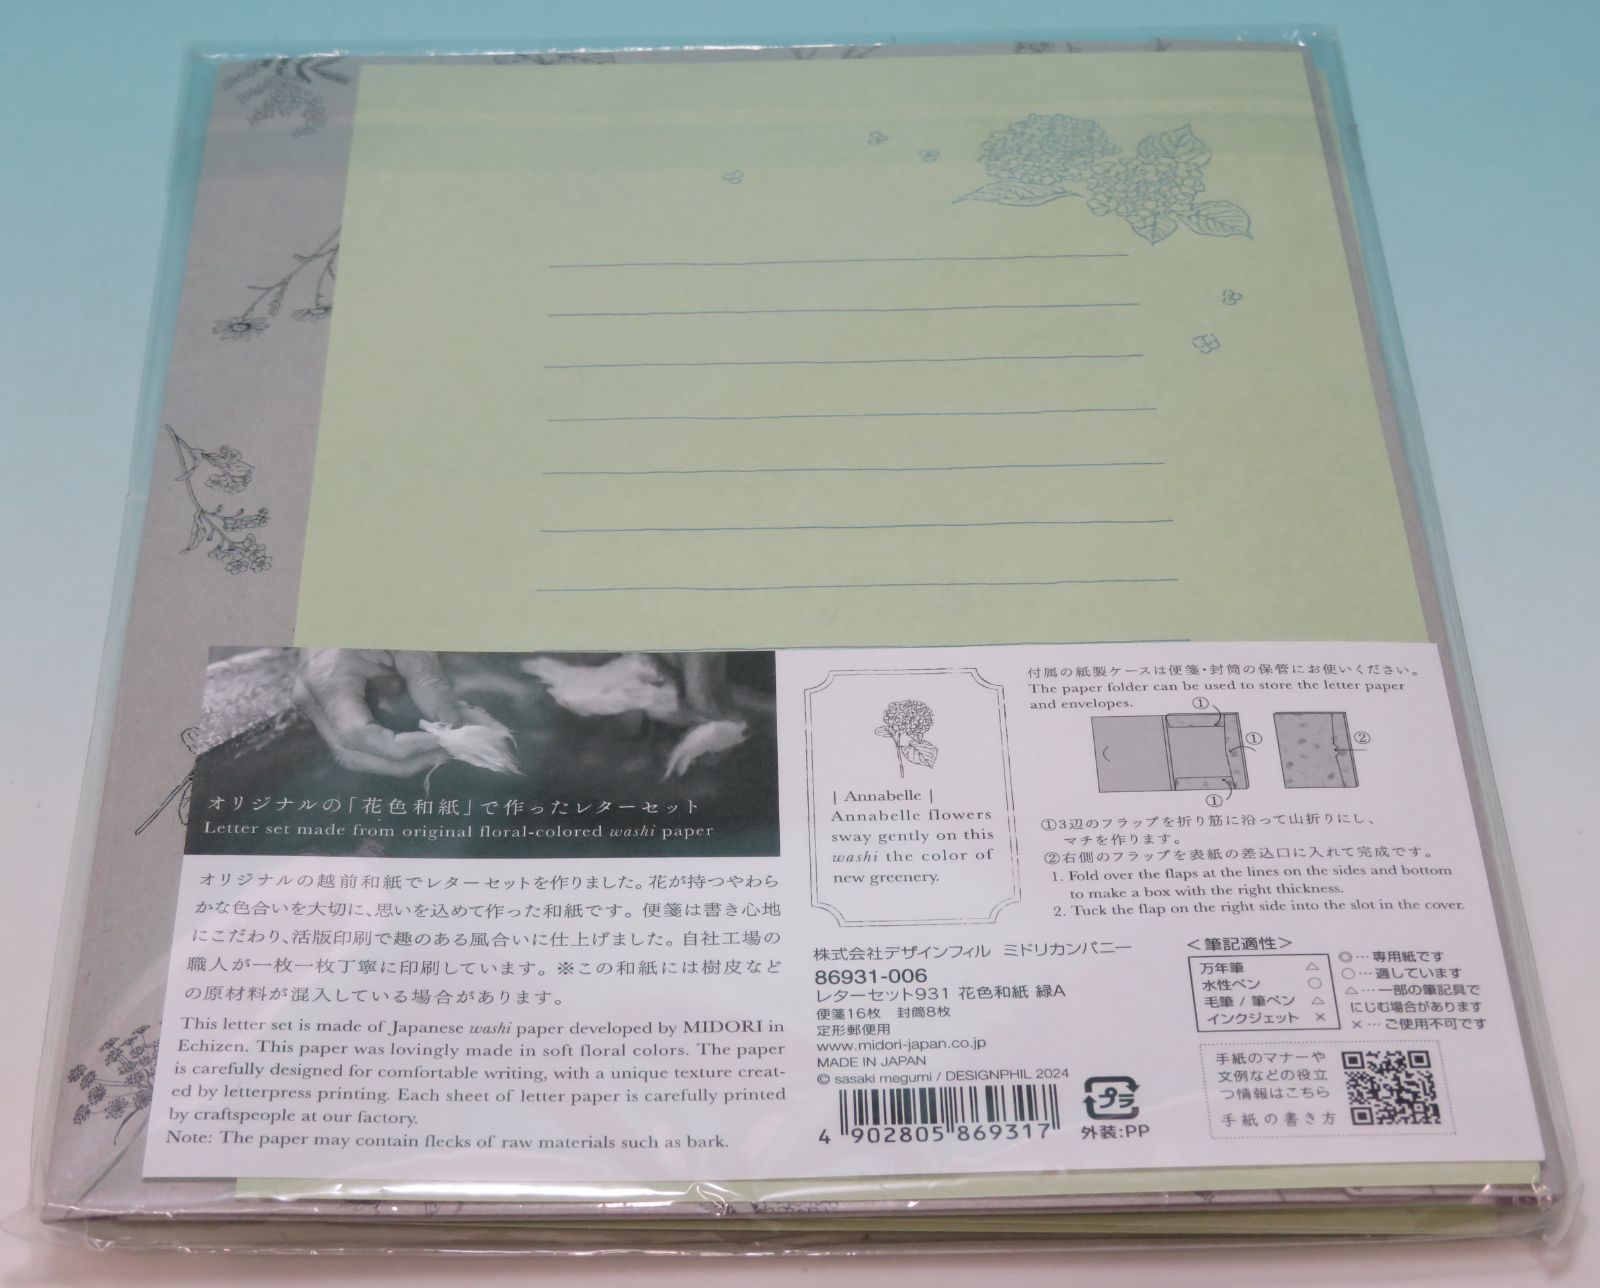 オリジナルの「花色和紙」で作ったレターセット
Letter set made from original floral-colored washi paper
オリジナルの越前和紙でレターセットを作りました。花が持つやわら
かな色合いを大切に、思いを込めて作った和紙です。便箋は書き心地
にこだわり、活版印刷で趣のある風合いに仕上げました。自社工場の
職人が一枚一枚丁寧に印刷しています。※この和紙には樹皮など
の原材料が混入している場合があります。
This letter set is made of Japanese washi paper developed by MIDORI in
Echizen. This paper was lovingly made in soft floral colors. The paper
is carefully designed for comfortable writing, with a unique texture creat-
ed by letterpress printing. Each sheet of letter paper is carefully printed
by craftspeople at our factory.
Note: The paper may contain flecks of raw materials such as bark.
| Annabelle |
Annabelle flowers
sway gently on this
washi the color of
new greenery.
付属の紙製ケースは便箋・封筒の保管にお使いください。
The paper folder can be used to store the letter paper
and envelopes.
①
①
②
①
①3辺のフラップを折り筋に沿って山折りにし、
マチを作ります。
②右側のフラップを表紙の差込口に入れて完成です。
1. Fold over the flaps at the lines on the sides and bottom
to make a box with the right thickness.
2. Tuck the flap on the right side into the slot in the cover.
株式会社デザインフィル ミドリカンパニー
86931-006
レターセット931 花色和紙 緑A
便箋16枚 封筒8枚
定形郵便用
www.midori-japan.co.jp
MADE IN JAPAN
© sasaki megumi / DESIGNPHIL 2024
4 902805 869317
プラ
外装:PP
＜筆記適性＞
万年筆 △
水性ペン ○
毛筆 / 筆ペン △
インクジェット ×
◎…専用紙です
○…適しています
△…一部の筆記具で
にじむ場合があります
×…ご使用不可です
手紙のマナーや
文例などの役立
つ情報はこちら
手紙の書き方